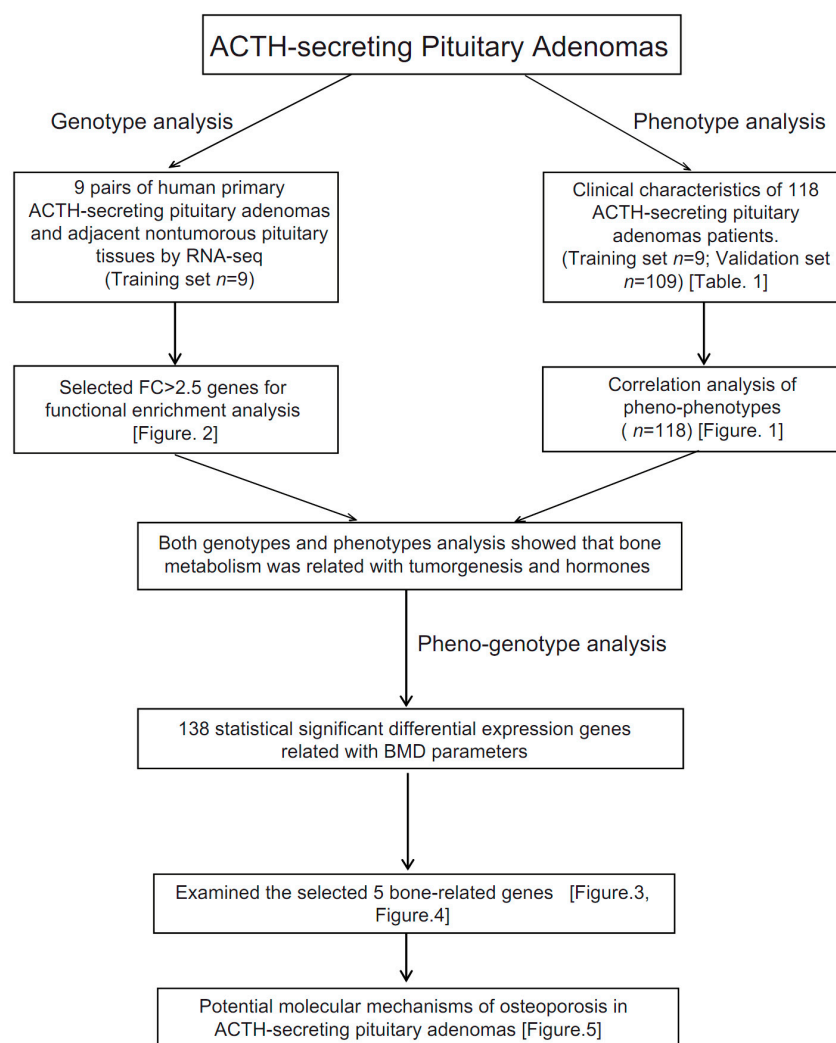 ACTH-secreting Pituitary Adenomas
Genotype analysis
Phenotype analysis
9 pairs of human primary
ACTH-secreting pituitary adenomas
and adjacent nontumorous pituitary
tissues by RNA-seq
(Training set n=9)
Clinical characteristics of 118
ACTH-secreting pituitary
adenomas patients.
(Training set n=9; Validation set
n=109) [Table. 1]
Selected FC>2.5 genes for
functional enrichment analysis
[Figure. 2]
Correlation analysis of
pheno-phenotypes
( n=118) [Figure. 1]
Both genotypes and phenotypes analysis showed that bone
metabolism was related with tumorgenesis and hormones
Pheno-genotype analysis
138 statistical significant differential expression genes
related with BMD parameters
Examined the selected 5 bone-related genes [Figure.3,
Figure.4]
Potential molecular mechanisms of osteoporosis in
ACTH-secreting pituitary adenomas [Figure.5]